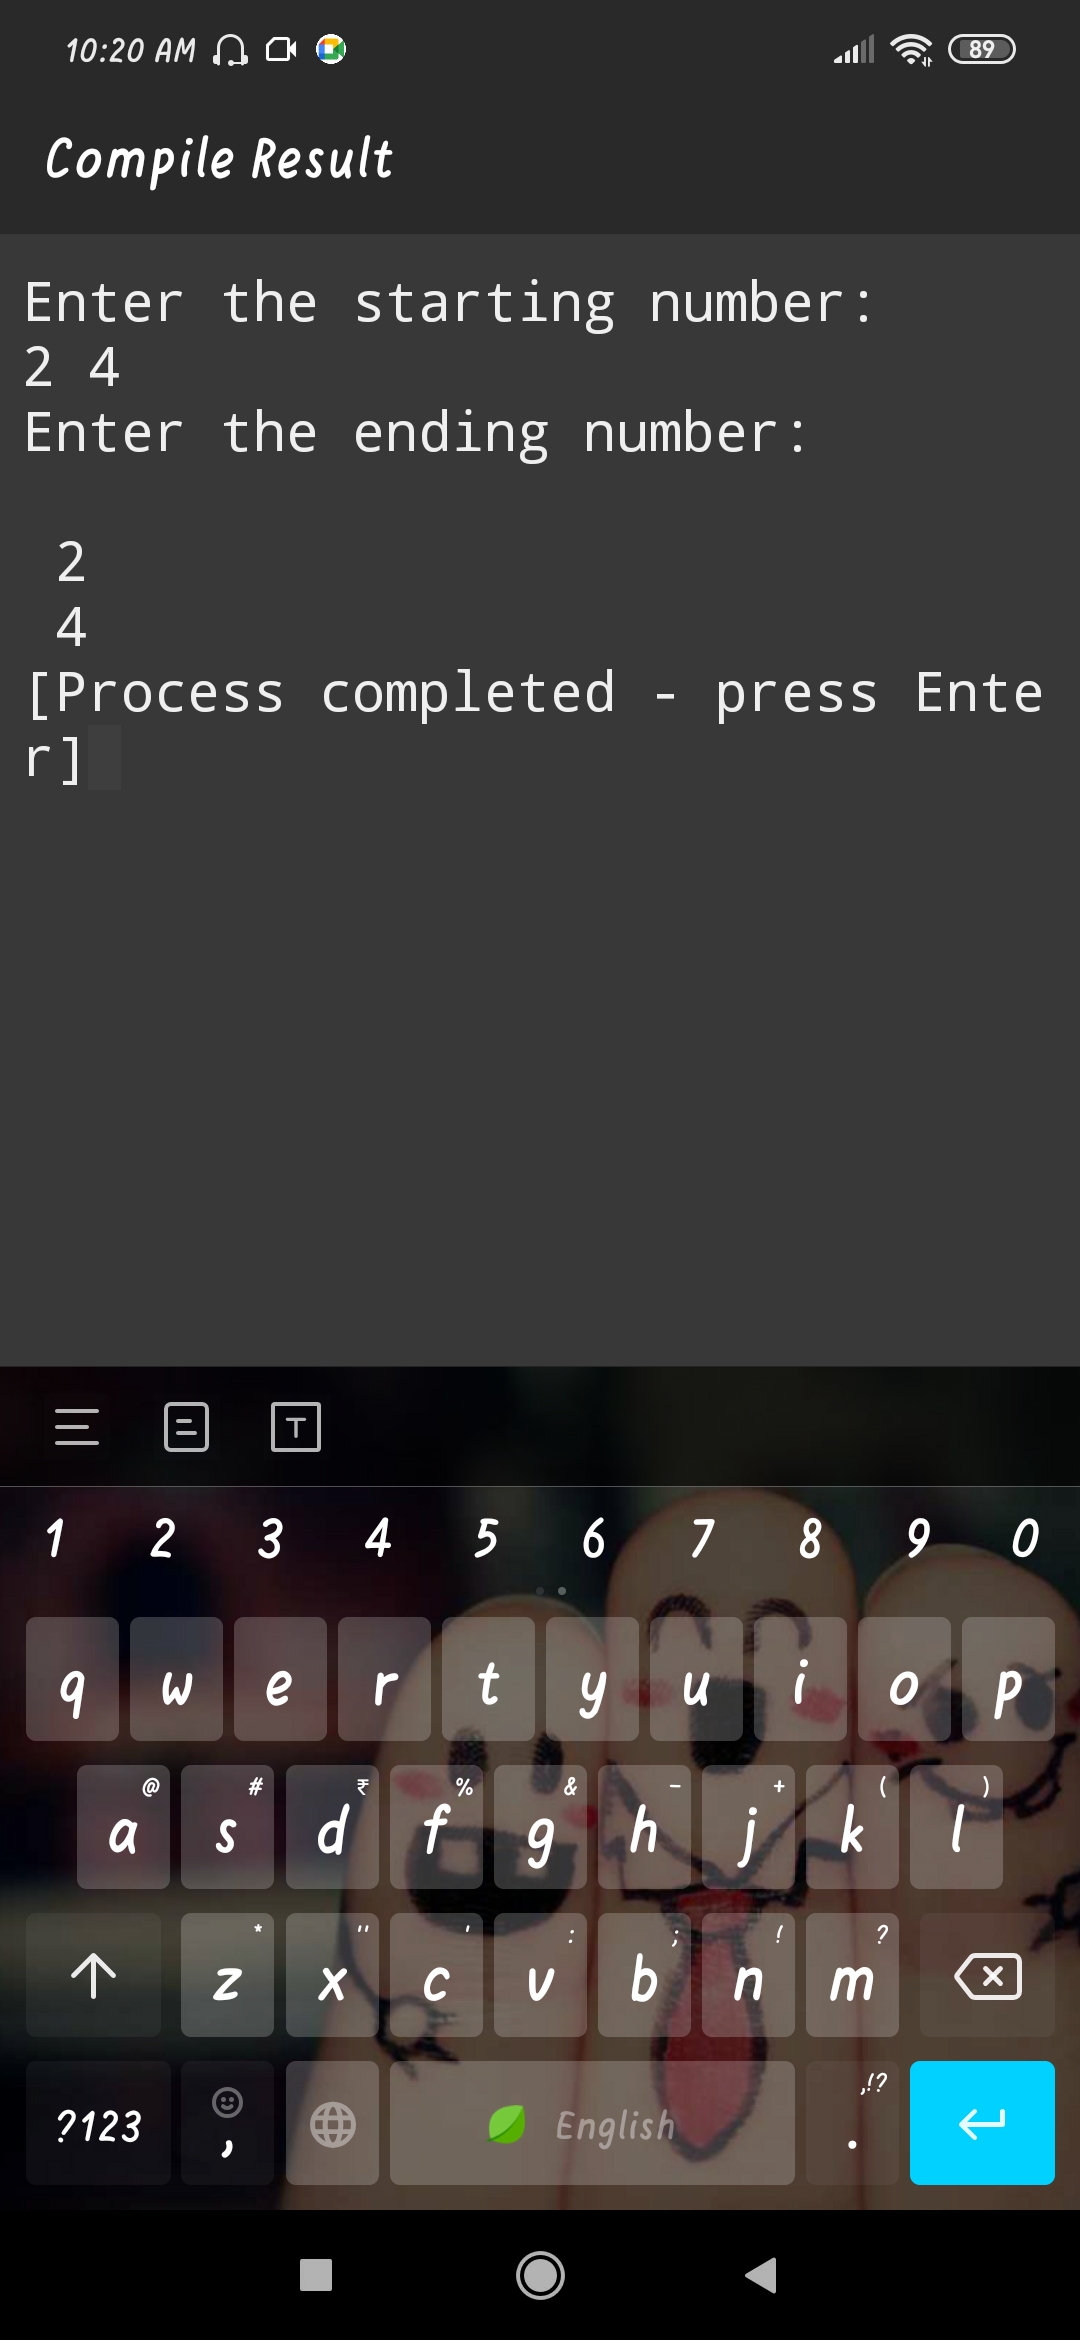 10:20 AM 89
Compile Result
Enter the starting number:
2 4
Enter the ending number:
2
4
[Process completed - press Ente
r]
T
1 2 3 4 5 6 7 8 9 0
q w e r t y u i o p
@ # ₹ % & - + ( )
a s d f g h j k l
* " ' : ; ! ?
z x c v b n m
,!?
?123 , English .